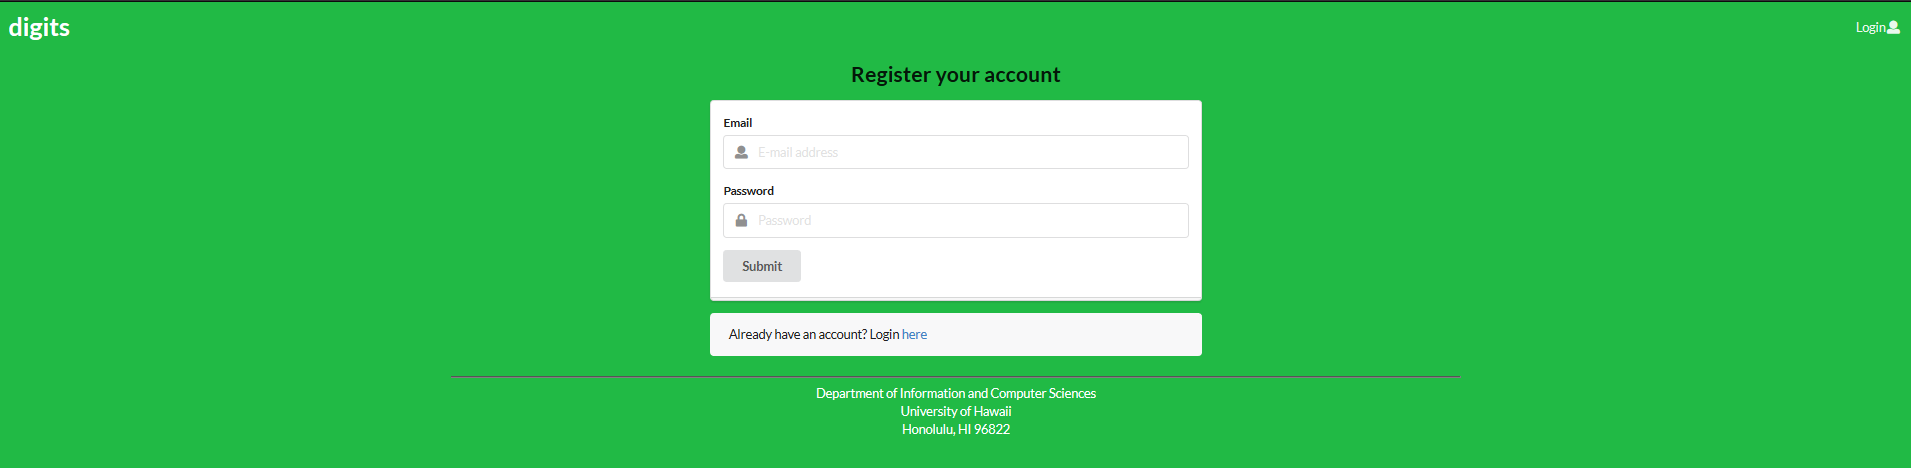 digits
Login
Register your account
Email
E-mail address
Password
Password
Submit
Already have an account? Login here
Department of Information and Computer Sciences
University of Hawaii
Honolulu, HI 96822